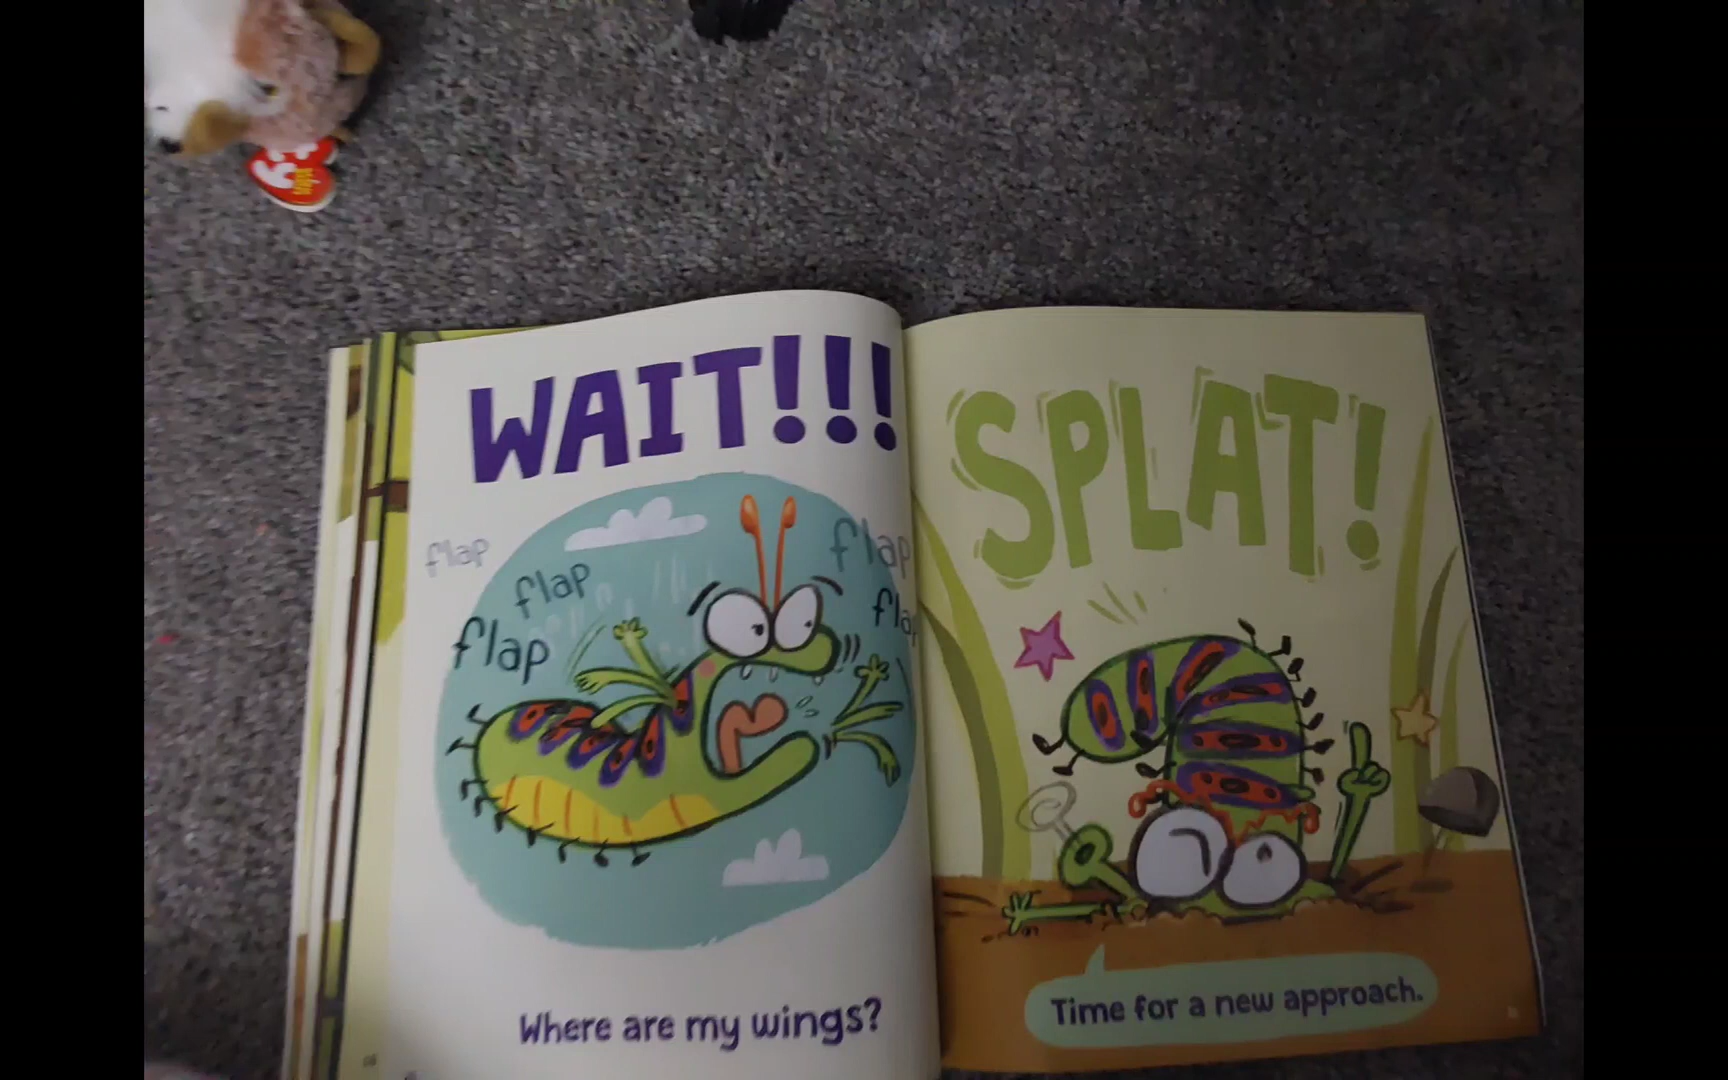 WAIT!!!
flap
flap
flap
flap
flap
Where are my wings?
SPLAT!
Time for a new approach.